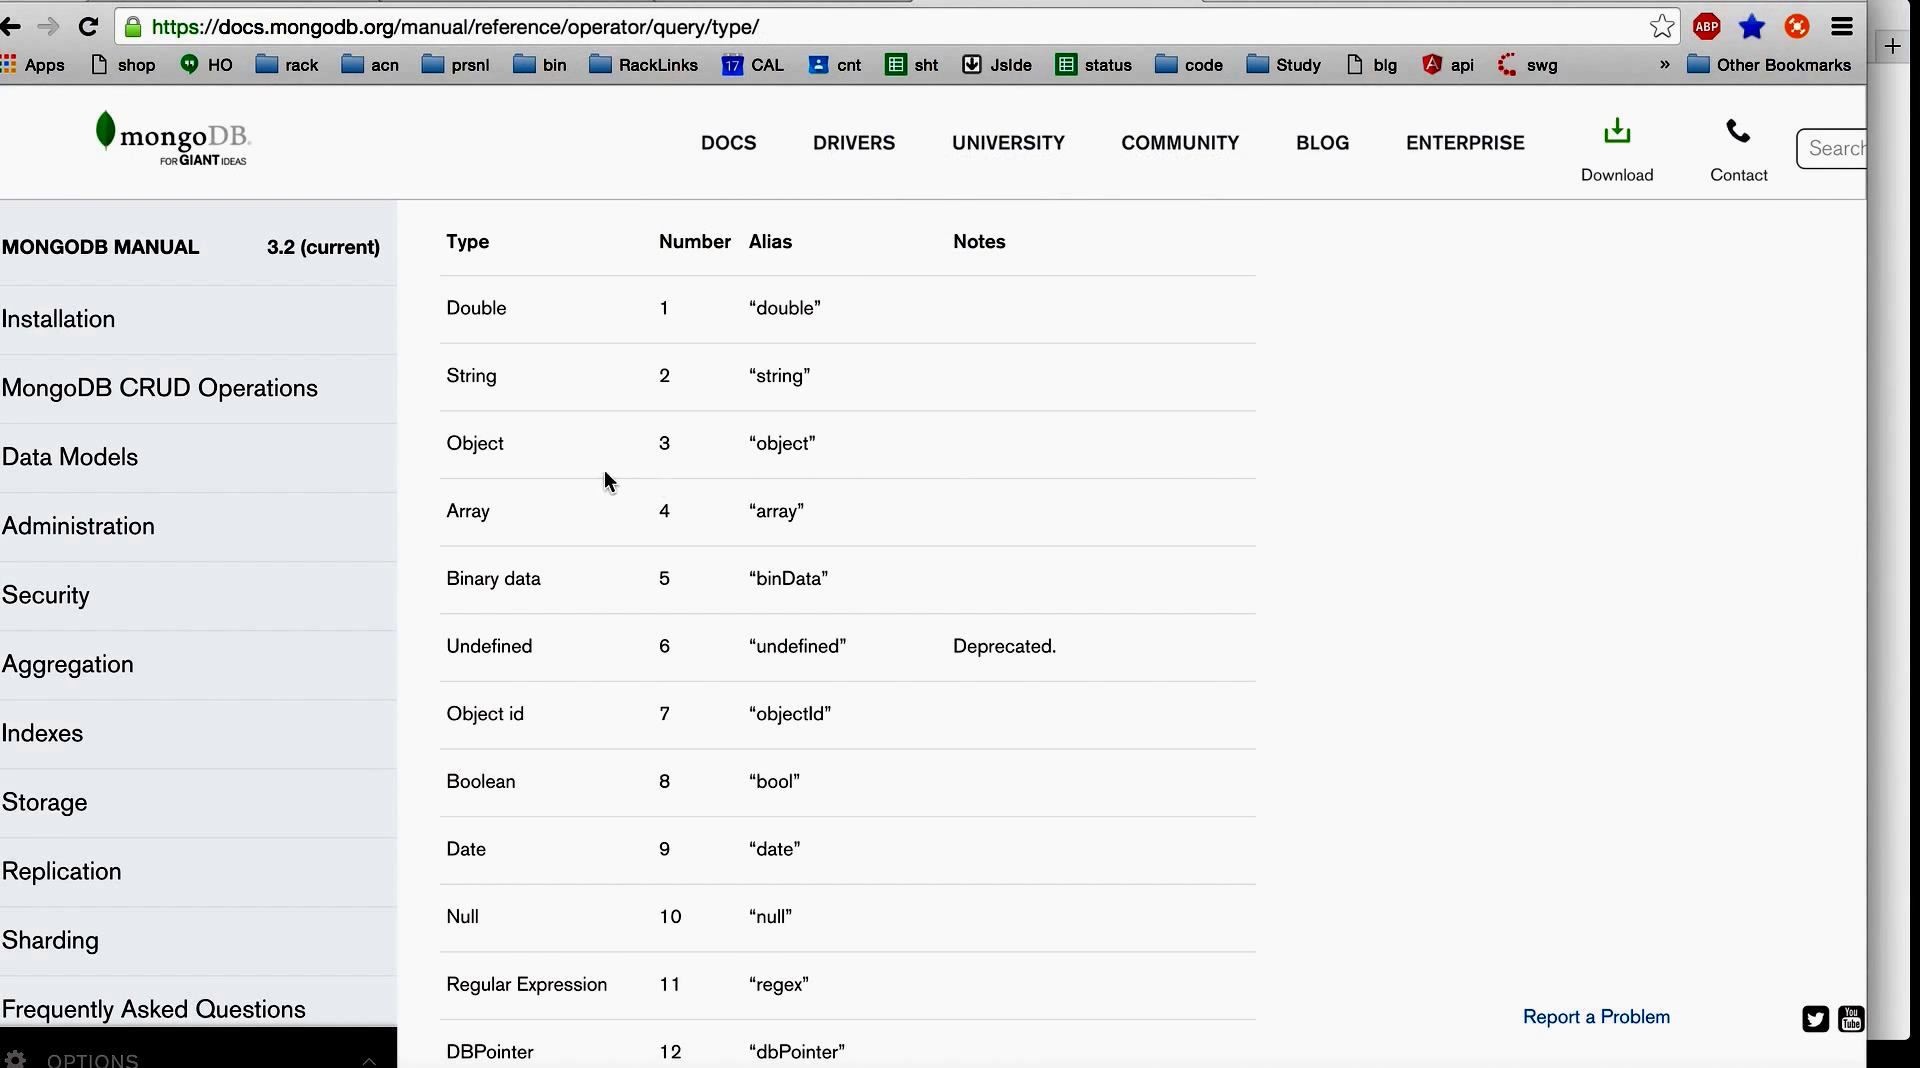 https://docs.mongodb.org/manual/reference/operator/query/type/
ABP
Apps shop HO rack acn prsnl bin RackLinks 17 CAL cnt sht JsIde status code Study blg api swg » Other Bookmarks
mongoDB
FOR GIANT IDEAS
DOCS DRIVERS UNIVERSITY COMMUNITY BLOG ENTERPRISE Download Contact Search
MONGODB MANUAL 3.2 (current)
Installation
MongoDB CRUD Operations
Data Models
Administration
Security
Aggregation
Indexes
Storage
Replication
Sharding
Frequently Asked Questions
OPTIONS
Type Number Alias Notes
Double 1 “double”
String 2 “string”
Object 3 “object”
Array 4 “array”
Binary data 5 “binData”
Undefined 6 “undefined” Deprecated.
Object id 7 “objectId”
Boolean 8 “bool”
Date 9 “date”
Null 10 “null”
Regular Expression 11 “regex”
DBPointer 12 “dbPointer”
Report a Problem
You Tube